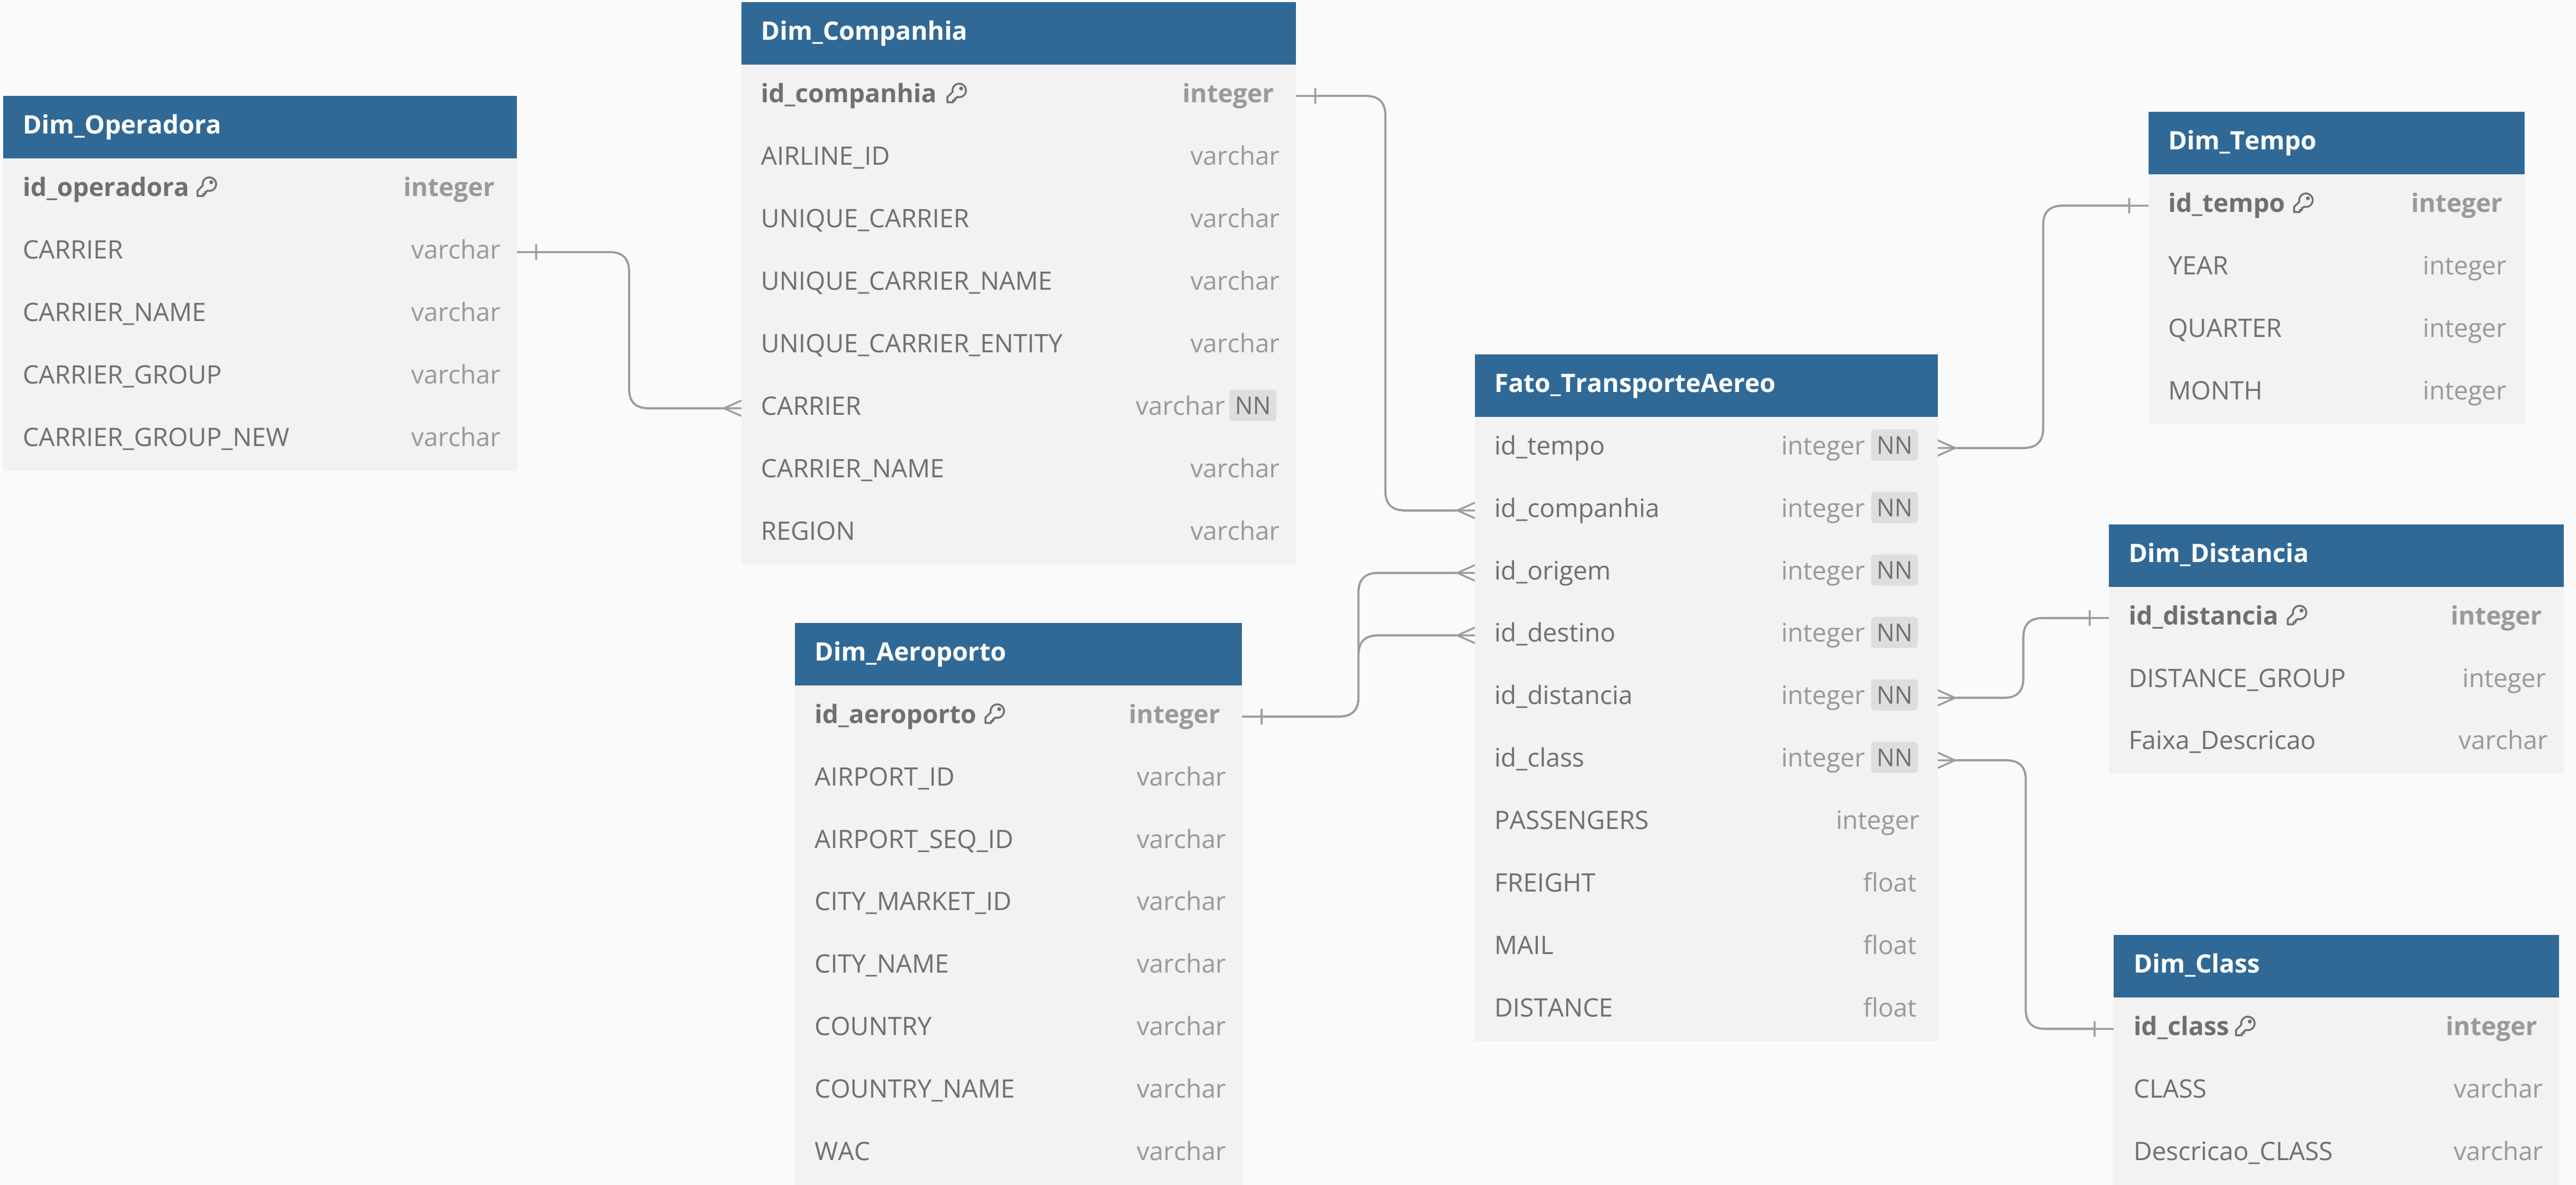 Dim_Operadora
id_operadora integer
CARRIER varchar
CARRIER_NAME varchar
CARRIER_GROUP varchar
CARRIER_GROUP_NEW varchar
Dim_Companhia
id_companhia integer
AIRLINE_ID varchar
UNIQUE_CARRIER varchar
UNIQUE_CARRIER_NAME varchar
UNIQUE_CARRIER_ENTITY varchar
CARRIER varchar NN
CARRIER_NAME varchar
REGION varchar
Dim_Aeroporto
id_aeroporto integer
AIRPORT_ID varchar
AIRPORT_SEQ_ID varchar
CITY_MARKET_ID varchar
CITY_NAME varchar
COUNTRY varchar
COUNTRY_NAME varchar
WAC varchar
Fato_TransporteAereo
id_tempo integer NN
id_companhia integer NN
id_origem integer NN
id_destino integer NN
id_distancia integer NN
id_class integer NN
PASSENGERS integer
FREIGHT float
MAIL float
DISTANCE float
Dim_Tempo
id_tempo integer
YEAR integer
QUARTER integer
MONTH integer
Dim_Distancia
id_distancia integer
DISTANCE_GROUP integer
Faixa_Descricao varchar
Dim_Class
id_class integer
CLASS varchar
Descricao_CLASS varchar